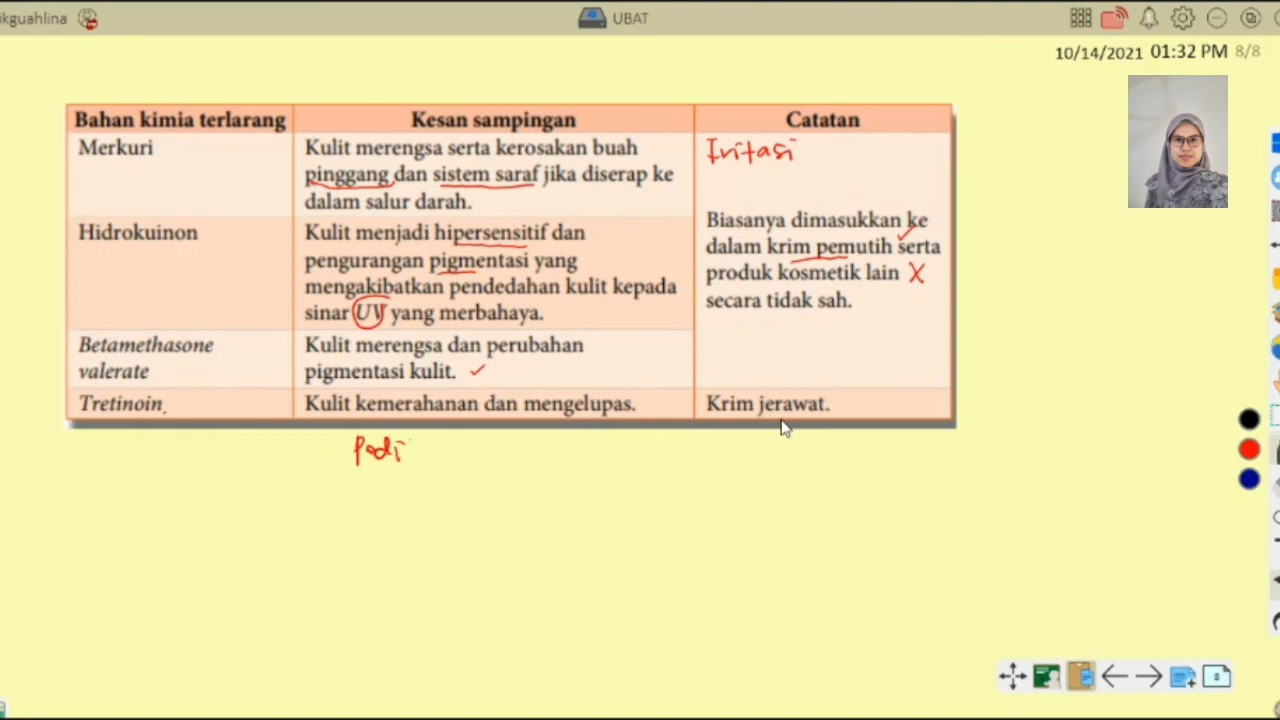 ikguahlina
UBAT
10/14/2021 01:32 PM 8/8
Bahan kimia terlarang
Kesan sampingan
Catatan
Merkuri
Kulit merengsa serta kerosakan buah
pinggang dan sistem saraf jika diserap ke
dalam salur darah.
Iritasi
Hidrokuinon
Kulit menjadi hipersensitif dan
pengurangan pigmentasi yang
mengakibatkan pendedahan kulit kepada
sinar UV yang merbahaya.
Biasanya dimasukkan ke
dalam krim pemutih serta
produk kosmetik lain X
secara tidak sah.
Betamethasone
valerate
Kulit merengsa dan perubahan
pigmentasi kulit.
Tretinoin
Kulit kemerahanan dan mengelupas.
Krim jerawat.